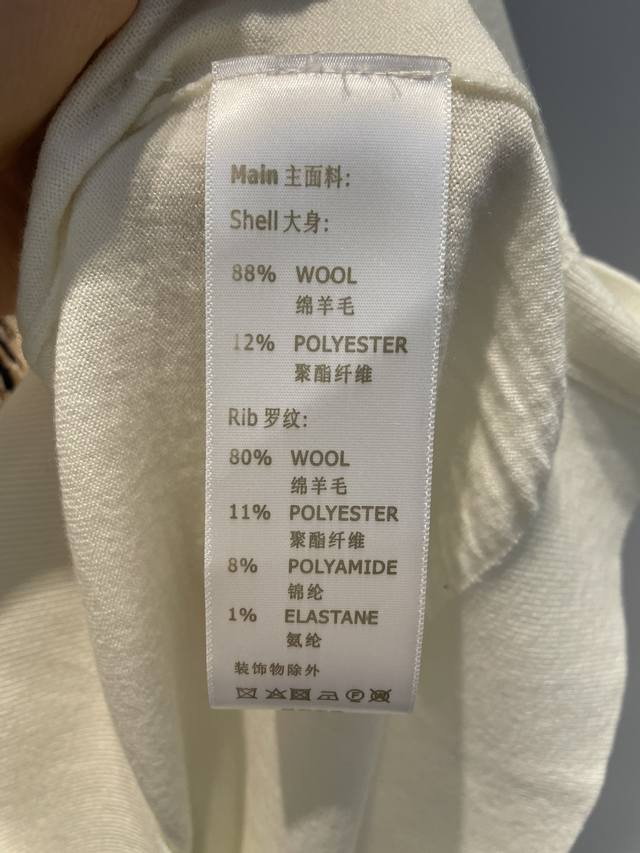 Main 主面料:
Shell 大身:
88% WOOL
绵羊毛
12% POLYESTER
聚酯纤维
Rib 罗纹:
80% WOOL
绵羊毛
11% POLYESTER
聚酯纤维
8% POLYAMIDE
锦纶
1% ELASTANE
氨纶
装饰物除外